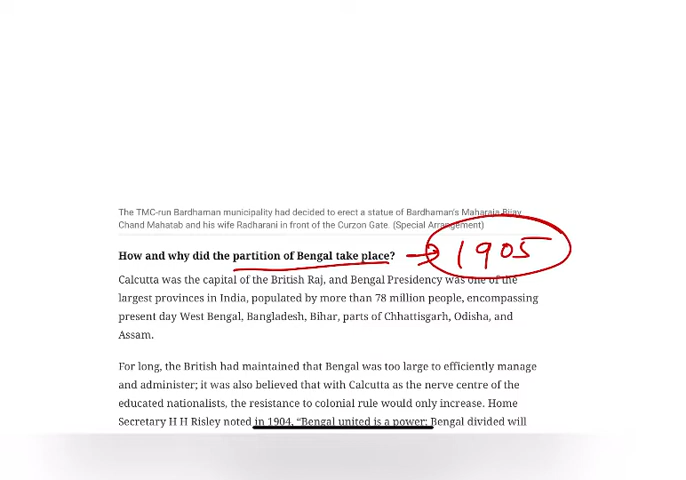 The TMC-run Bardhaman municipality had decided to erect a statue of Bardhaman's Maharaja Bijay
Chand Mahatab and his wife Radharani in front of the Curzon Gate. (Special Arrangement)
How and why did the partition of Bengal take place? → 1905
Calcutta was the capital of the British Raj, and Bengal Presidency was one of the
largest provinces in India, populated by more than 78 million people, encompassing
present day West Bengal, Bangladesh, Bihar, parts of Chhattisgarh, Odisha, and
Assam.
For long, the British had maintained that Bengal was too large to efficiently manage
and administer; it was also believed that with Calcutta as the nerve centre of the
educated nationalists, the resistance to colonial rule would only increase. Home
Secretary H H Risley noted in 1904, “Bengal united is a power; Bengal divided will